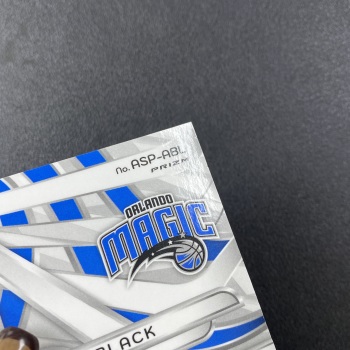 No. ASP-ABL
PRIZM
ORLANDO
MAGIC
BLACK